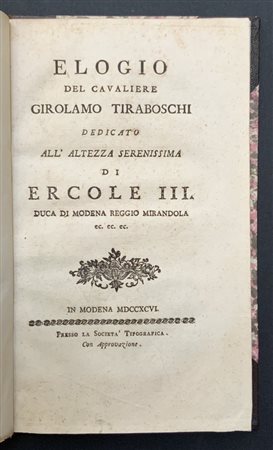 ELOGIO
DEL CAVALIERE
GIROLAMO TIRABOSCHI
DEDICATO
ALL' ALTEZZA SERENISSIMA
DI
ERCOLE III.
DUCA DI MODENA REGGIO MIRANDOLA
ec. ec. ec.
IN MODENA MDCCXCVI.
PRESSO LA SOCIETA' TIPOGRAFICA.
Con Approvazione.